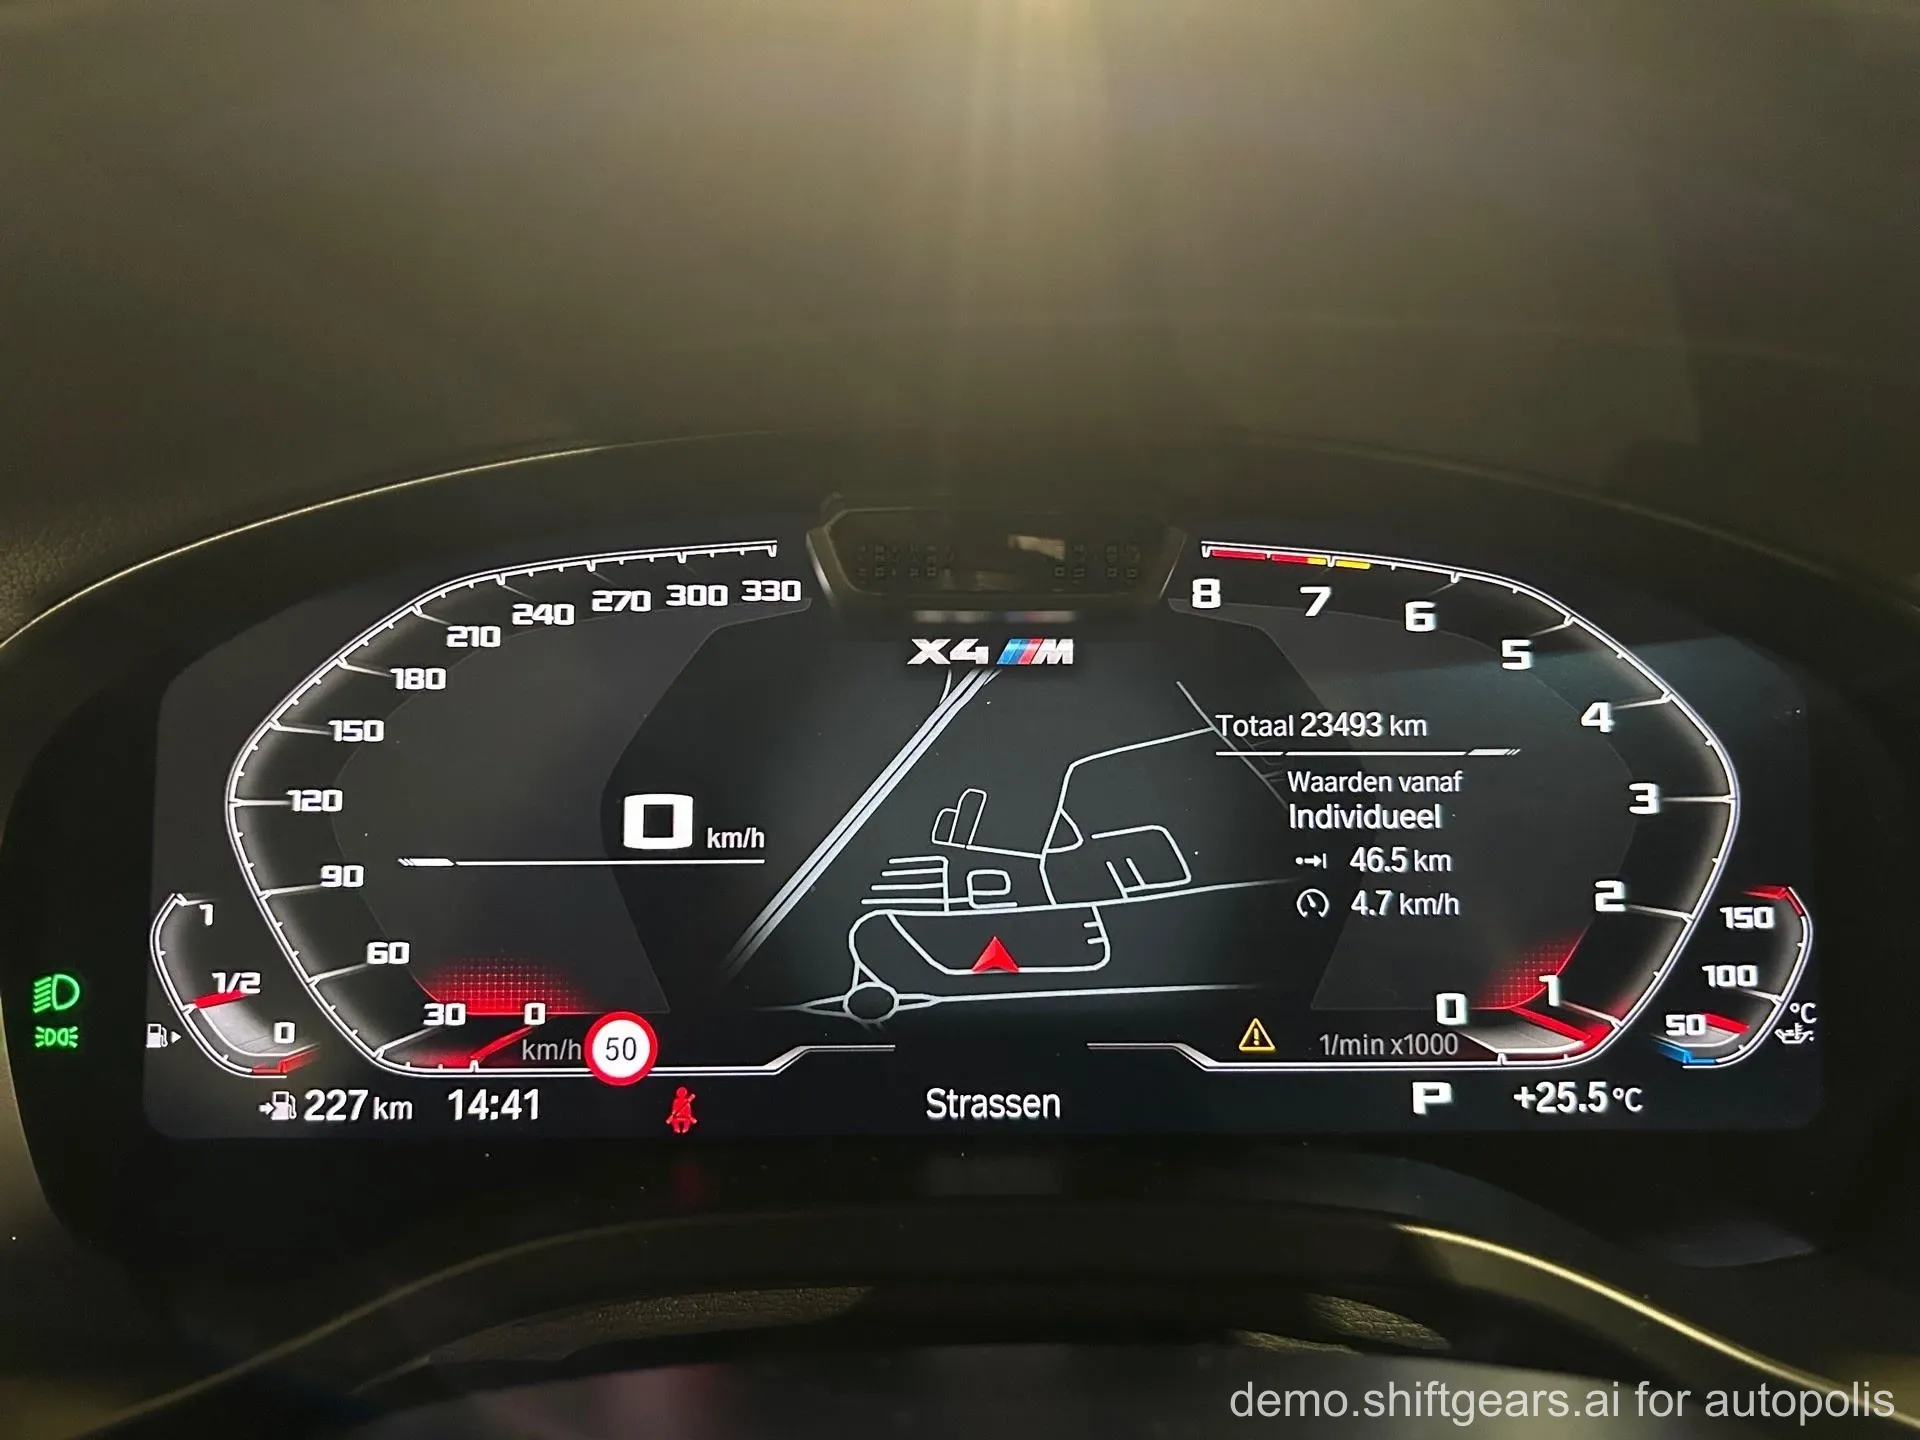 330
300
270
240
210
180
150
120
90
60
30
0
km/h
50
0 km/h
1
1/2
0
227 km
14:41
X4 M
Strassen
Totaal 23493 km
Waarden vanaf
Individueel
46.5 km
4.7 km/h
8
7
6
5
4
3
2
1
0
1/min x1000
150
100
50
°C
P
+25.5 °C
demo.shiftgears.ai for autopolis